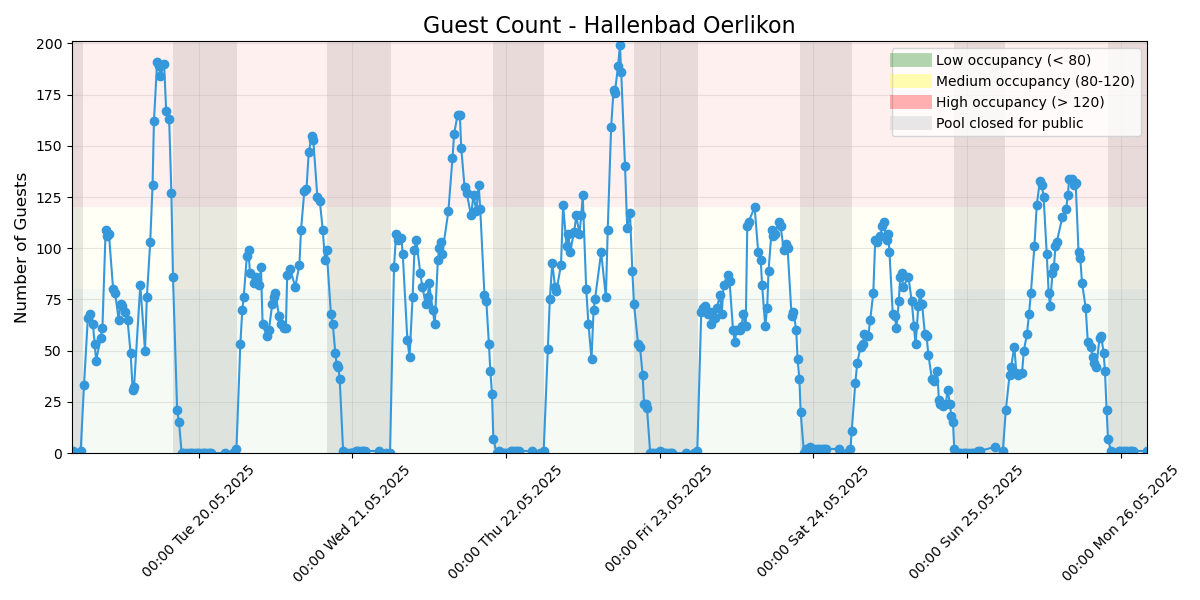 Guest Count - Hallenbad Oerlikon
Number of Guests
200
175
150
125
100
75
50
25
0
Low occupancy (< 80)
Medium occupancy (80-120)
High occupancy (> 120)
Pool closed for public
00:00 Tue 20.05.2025
00:00 Wed 21.05.2025
00:00 Thu 22.05.2025
00:00 Fri 23.05.2025
00:00 Sat 24.05.2025
00:00 Sun 25.05.2025
00:00 Mon 26.05.2025